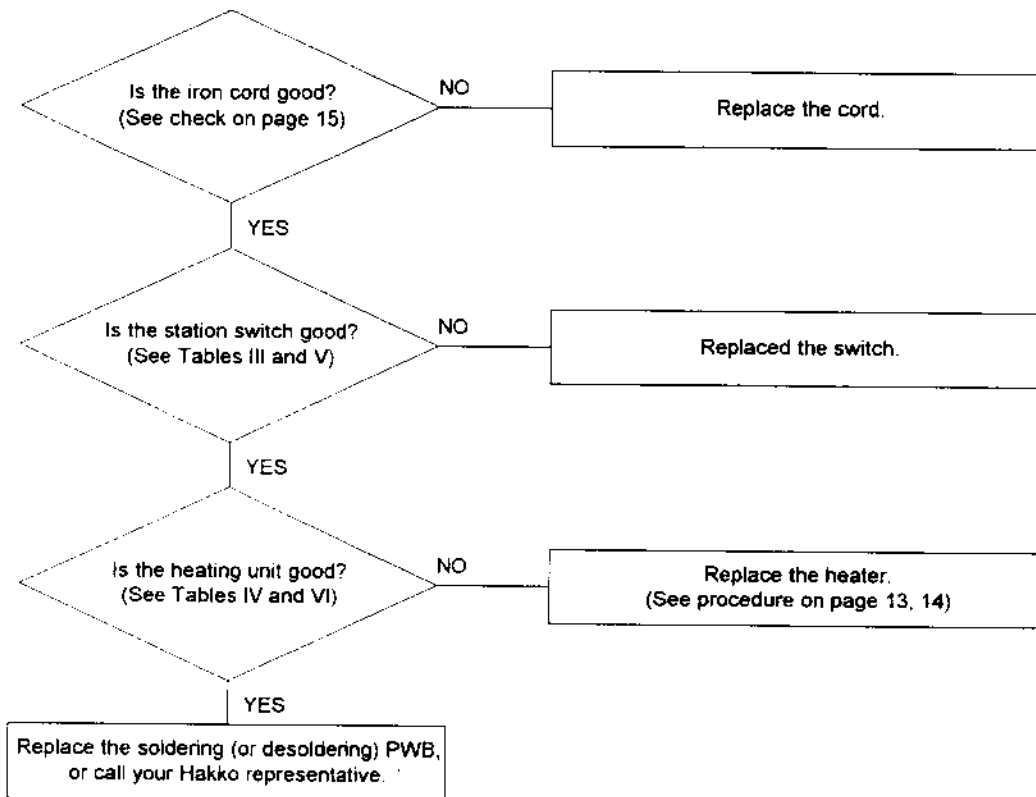 Is the iron cord good?
(See check on page 15)
NO
Replace the cord.
YES
Is the station switch good?
(See Tables III and V)
NO
Replaced the switch.
YES
Is the heating unit good?
(See Tables IV and VI)
NO
Replace the heater.
(See procedure on page 13, 14)
YES
Replace the soldering (or desoldering) PWB,
or call your Hakko representative.